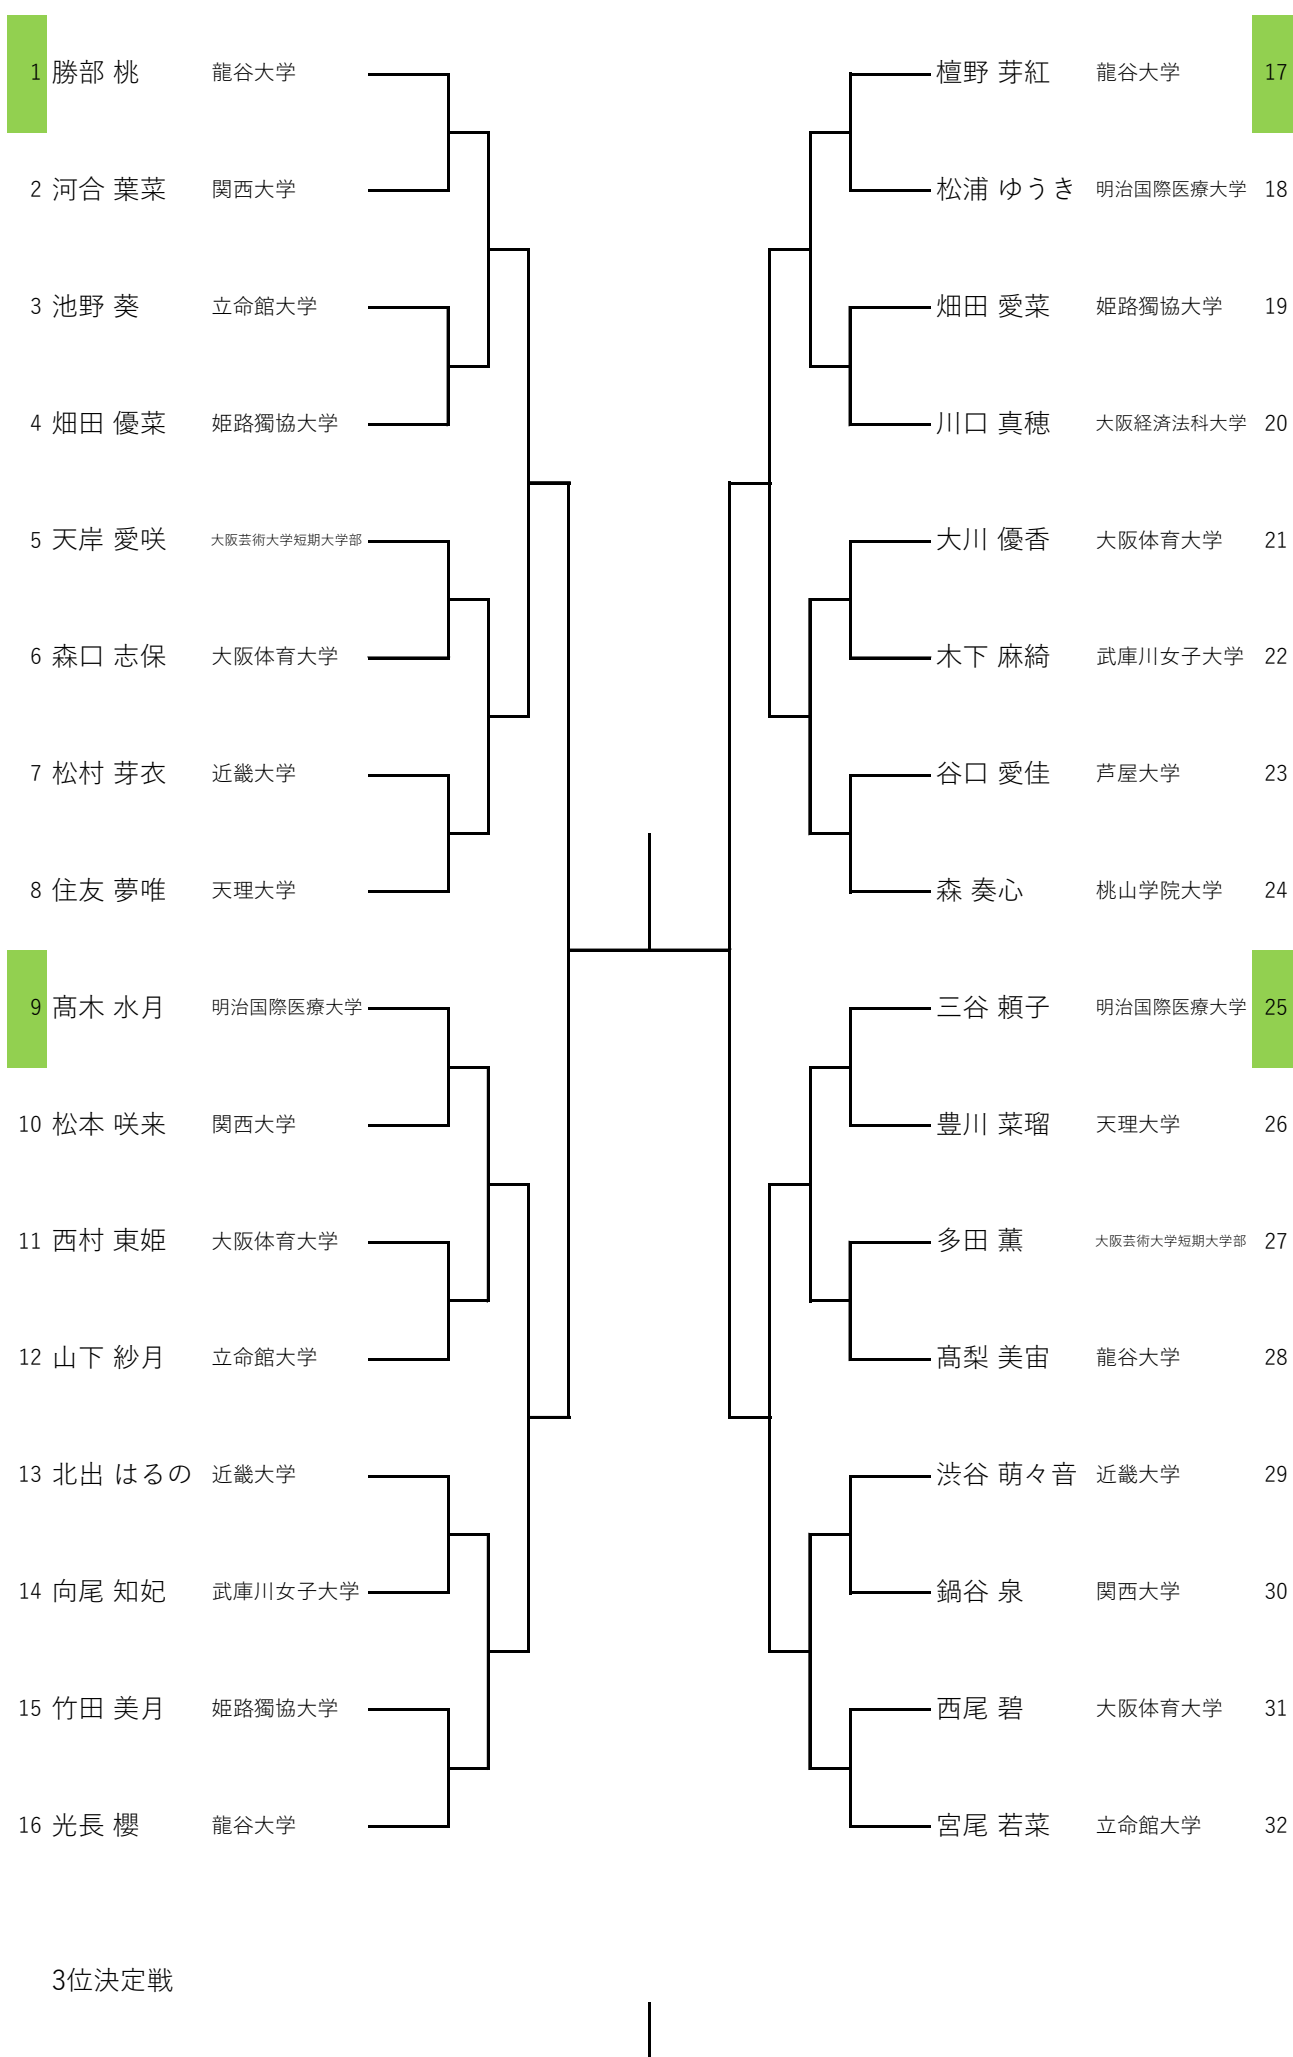 1 勝部 桃 龍谷大学
2 河合 葉菜 関西大学
3 池野 葵 立命館大学
4 畑田 優菜 姫路獨協大学
5 天岸 愛咲 大阪芸術大学短期大学部
6 森口 志保 大阪体育大学
7 松村 芽衣 近畿大学
8 住友 夢唯 天理大学
9 髙木 水月 明治国際医療大学
10 松本 咲来 関西大学
11 西村 東姫 大阪体育大学
12 山下 紗月 立命館大学
13 北出 はるの 近畿大学
14 向尾 知妃 武庫川女子大学
15 竹田 美月 姫路獨協大学
16 光長 櫻 龍谷大学
檀野 芽紅 龍谷大学 17
松浦 ゆうき 明治国際医療大学 18
畑田 愛菜 姫路獨協大学 19
川口 真穂 大阪経済法科大学 20
大川 優香 大阪体育大学 21
木下 麻綺 武庫川女子大学 22
谷口 愛佳 芦屋大学 23
森 奏心 桃山学院大学 24
三谷 頼子 明治国際医療大学 25
豊川 菜瑠 天理大学 26
多田 薫 大阪芸術大学短期大学部 27
髙梨 美宙 龍谷大学 28
渋谷 萌々音 近畿大学 29
鍋谷 泉 関西大学 30
西尾 碧 大阪体育大学 31
宮尾 若菜 立命館大学 32
3位決定戦